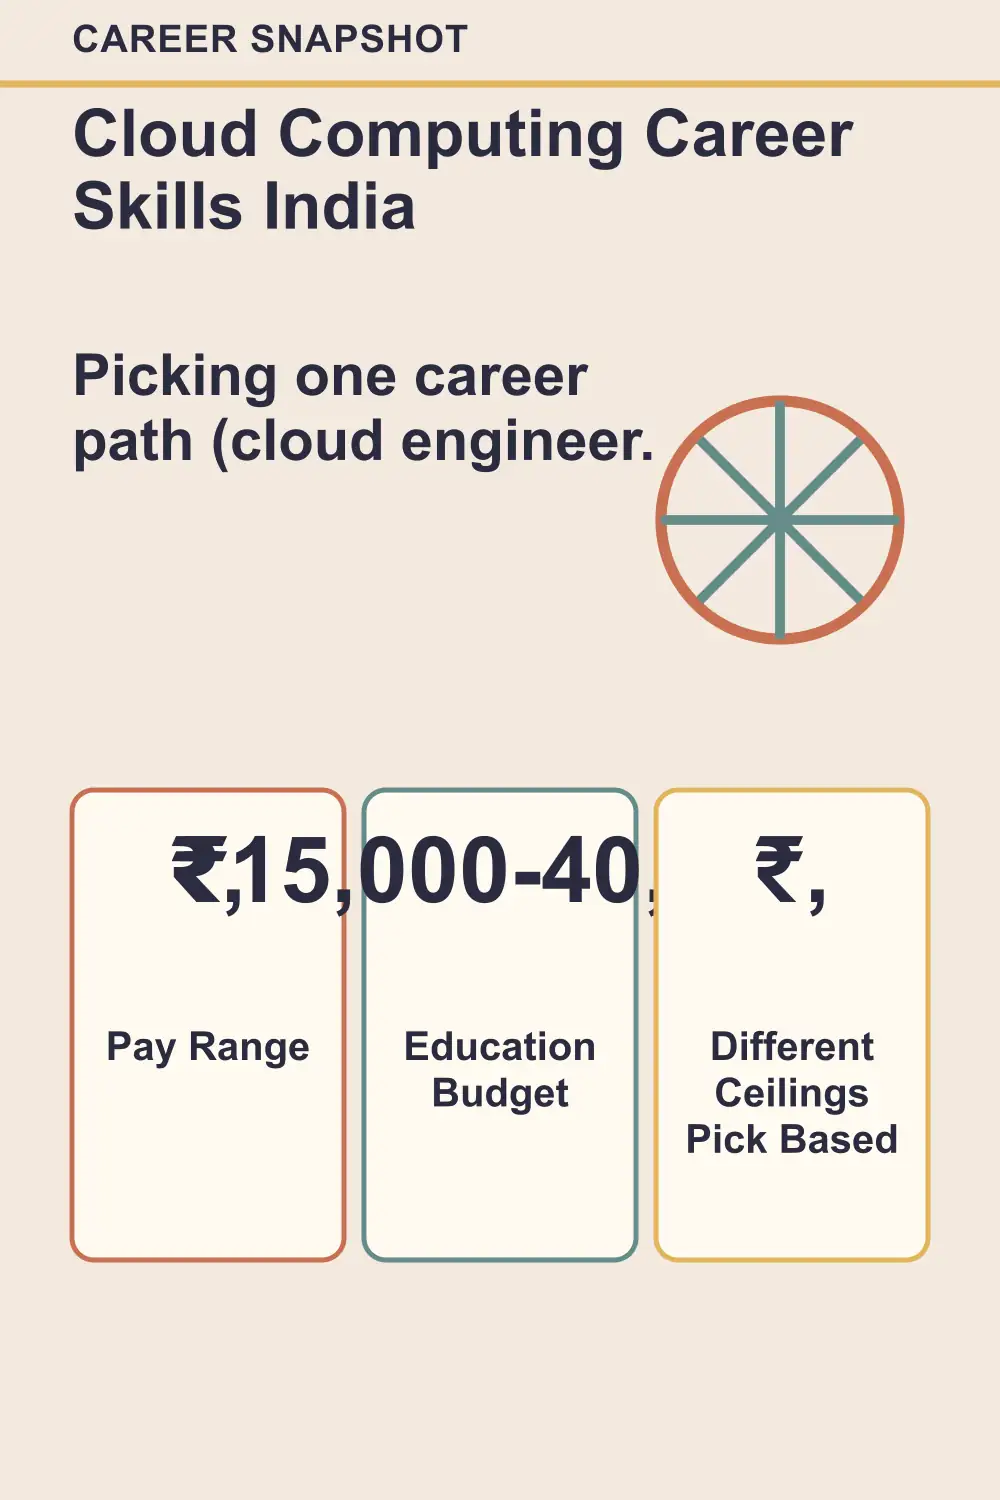 CAREER SNAPSHOT
Cloud Computing Career
Skills India
Picking one career
path (cloud engineer.
₹,
₹15,000-40,
₹,
Pay Range
Education
Budget
Different
Ceilings
Pick Based